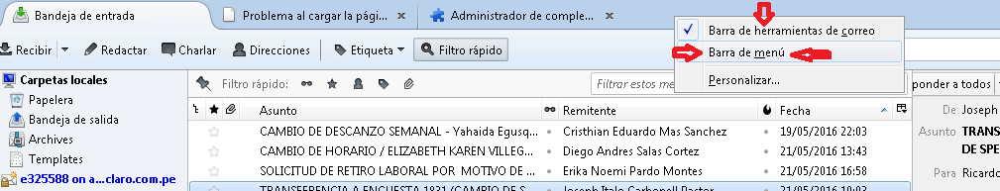 Bandeja de entrada
Problema al cargar la pági...
Administrador de comple...
Barra de herramientas de correo
Barra de menú
Personalizar...
Recibir
Redactar
Chatear
Direcciones
Etiqueta
Filtro rápido
Carpetas locales
Papelera
Bandeja de salida
Archives
Templates
e325588 on a...claro.com.pe
Filtro rápido:
Filtrar estos me
ponder a todos
Asunto
Remitente
Fecha
CAMBIO DE DESCANZO SEMANAL - Yahaida Egusq...
Cristhian Eduardo Mas Sanchez
19/05/2016 22:03
CAMBIO DE HORARIO / ELIZABETH KAREN VILLEG...
Diego Andres Salas Cortez
21/05/2016 13:43
SOLICITUD DE RETIRO LABORAL POR MOTIVO DE ...
Erika Noemi Pardo Montes
21/05/2016 16:58
TRANSFERENCIA A ENCUESTA 1831 (CAMBIO DE S...
Joseph Italo Carbonell Pastor
21/05/2016 19:03
De Joseph
Asunto TRANS
DE SPE
Para Ricardo